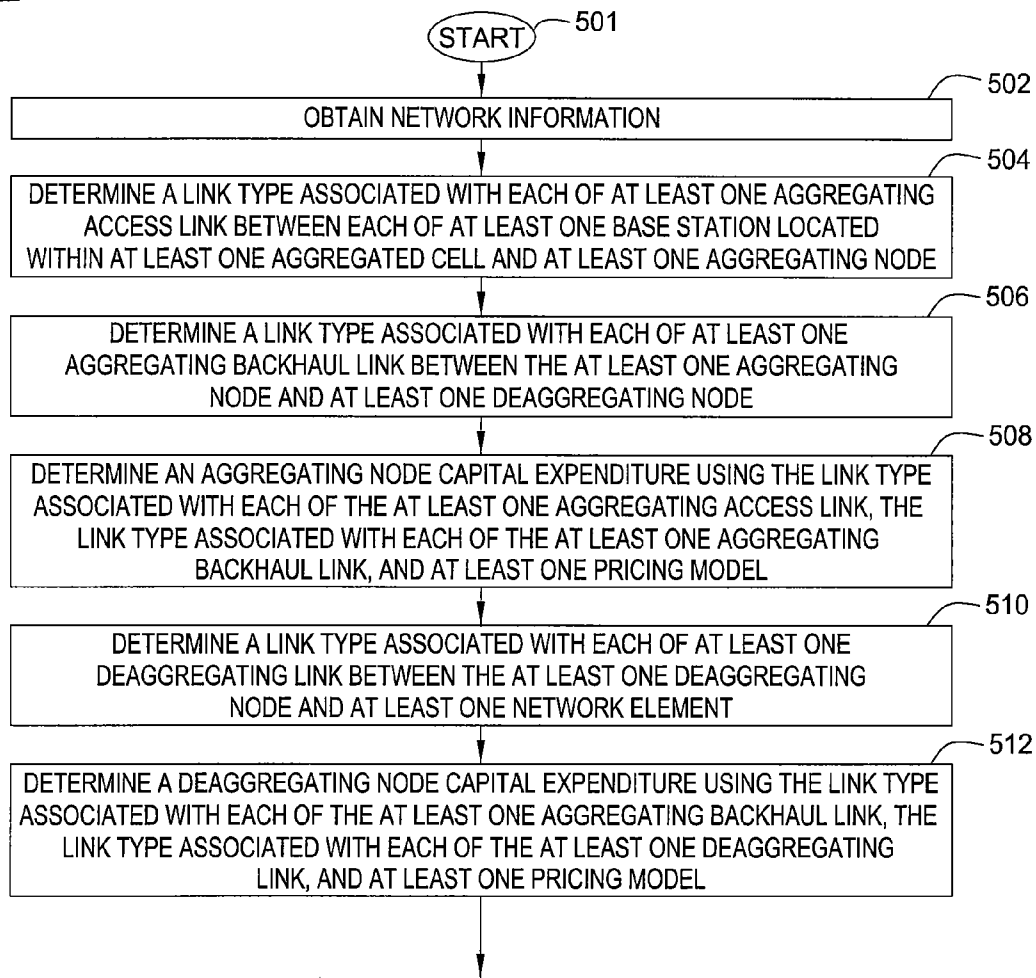 START
501
502
OBTAIN NETWORK INFORMATION
504
DETERMINE A LINK TYPE ASSOCIATED WITH EACH OF AT LEAST ONE AGGREGATING
ACCESS LINK BETWEEN EACH OF AT LEAST ONE BASE STATION LOCATED
WITHIN AT LEAST ONE AGGREGATED CELL AND AT LEAST ONE AGGREGATING NODE
506
DETERMINE A LINK TYPE ASSOCIATED WITH EACH OF AT LEAST ONE
AGGREGATING BACKHAUL LINK BETWEEN THE AT LEAST ONE AGGREGATING
NODE AND AT LEAST ONE DEAGGREGATING NODE
508
DETERMINE AN AGGREGATING NODE CAPITAL EXPENDITURE USING THE LINK TYPE
ASSOCIATED WITH EACH OF THE AT LEAST ONE AGGREGATING ACCESS LINK, THE
LINK TYPE ASSOCIATED WITH EACH OF THE AT LEAST ONE AGGREGATING
BACKHAUL LINK, AND AT LEAST ONE PRICING MODEL
510
DETERMINE A LINK TYPE ASSOCIATED WITH EACH OF AT LEAST ONE
DEAGGREGATING LINK BETWEEN THE AT LEAST ONE DEAGGREGATING
NODE AND AT LEAST ONE NETWORK ELEMENT
512
DETERMINE A DEAGGREGATING NODE CAPITAL EXPENDITURE USING THE LINK TYPE
ASSOCIATED WITH EACH OF THE AT LEAST ONE AGGREGATING BACKHAUL LINK, THE
LINK TYPE ASSOCIATED WITH EACH OF THE AT LEAST ONE DEAGGREGATING
LINK, AND AT LEAST ONE PRICING MODEL